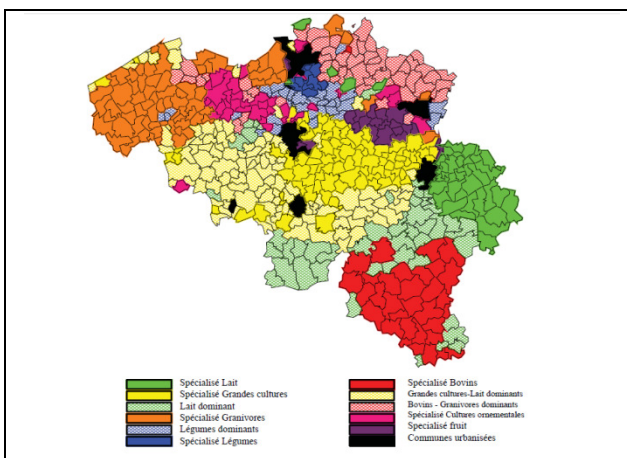 Spécialisé Lait
Spécialisé Grandes cultures
Lait dominant
Spécialisé Granivores
Légumes dominants
Spécialisé Légumes
Spécialisé Bovins
Grandes cultures-Lait dominants
Bovins - Granivores dominants
Spécialisé Cultures ornementales
Specialisé fruit
Communes urbanisées